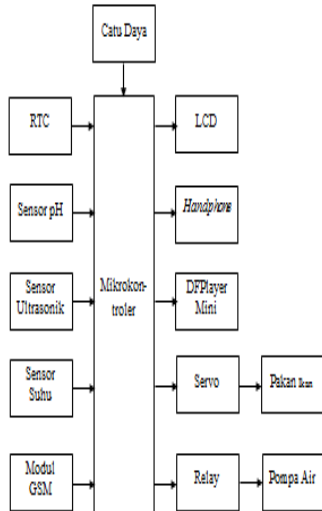 Catu Daya
RTC
LCD
Sensor pH
Handphone
Sensor
Ultrasonik
Mikrokon-
troler
DFPlayer
Mini
Sensor
Suhu
Servo
Pakan Ikan
Modul
GSM
Relay
Pompa Air